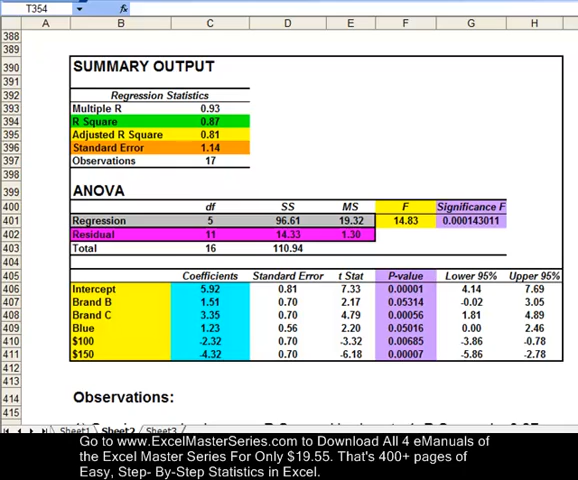 T354 fx
A B C D E F G H
388
389
390 SUMMARY OUTPUT
391
392 Regression Statistics
393 Multiple R 0.93
394 R Square 0.87
395 Adjusted R Square 0.81
396 Standard Error 1.14
397 Observations 17
398
399 ANOVA
400 df SS MS F Significance F
401 Regression 5 96.61 19.32 14.83 0.000143011
402 Residual 11 14.33 1.30
403 Total 16 110.94
404
405 Coefficients Standard Error t Stat P-value Lower 95% Upper 95%
406 Intercept 5.92 0.81 7.33 0.00001 4.14 7.69
407 Brand B 1.51 0.70 2.17 0.05314 -0.02 3.05
408 Brand C 3.35 0.70 4.79 0.00056 1.81 4.89
409 Blue 1.23 0.56 2.20 0.05016 0.00 2.46
410 $100 -2.32 0.70 -3.32 0.00685 -3.86 -0.78
411 $150 -4.32 0.70 -6.18 0.00007 -5.86 -2.78
412
413
414 Observations:
415
Sheet1 Sheet2 Sheet3
Go to www.ExcelMasterSeries.com to Download All 4 eManuals of
the Excel Master Series For Only $19.55. That's 400+ pages of
Easy, Step- By-Step Statistics in Excel.